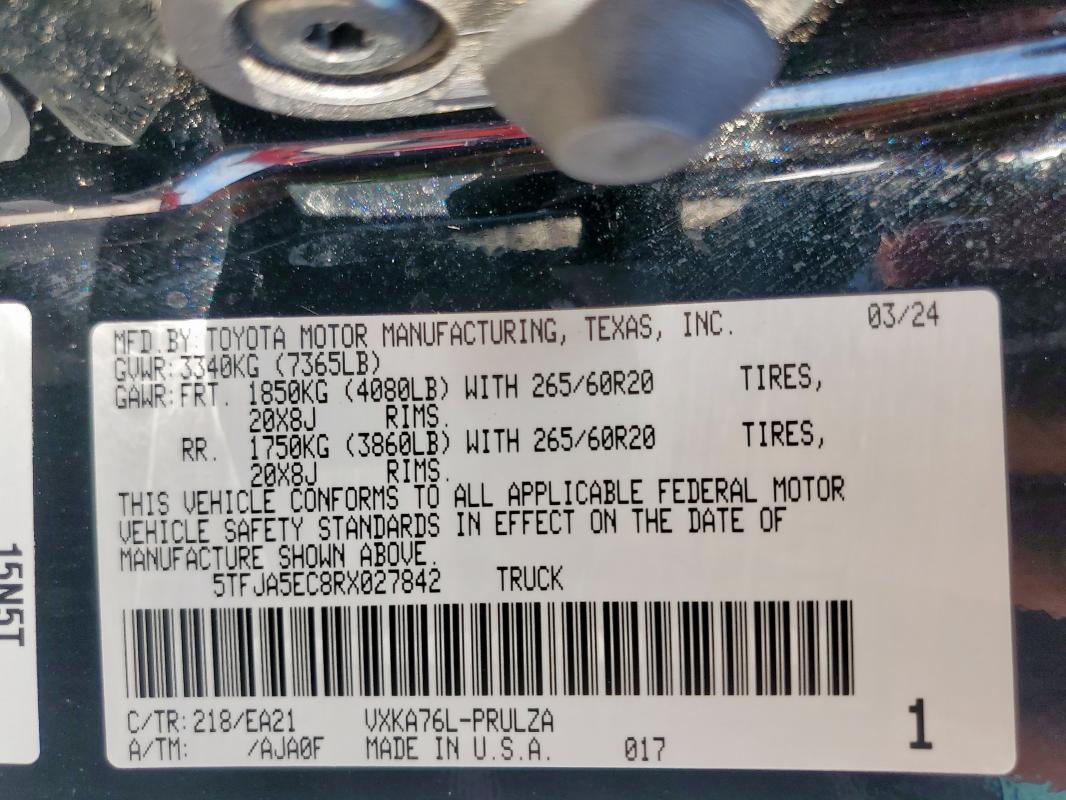 MFD.BY:TOYOTA MOTOR MANUFACTURING, TEXAS, INC. 03/24
GVWR:3340KG (7365LB)
GAWR:FRT. 1850KG (4080LB) WITH 265/60R20 TIRES,
20X8J RIMS.
RR. 1750KG (3860LB) WITH 265/60R20 TIRES,
20X8J RIMS.
THIS VEHICLE CONFORMS TO ALL APPLICABLE FEDERAL MOTOR
VEHICLE SAFETY STANDARDS IN EFFECT ON THE DATE OF
MANUFACTURE SHOWN ABOVE.
5TFJA5EC8RX027842 TRUCK
C/TR:218/EA21 VXKA76L-PRULZA
A/TM: /AJA0F MADE IN U.S.A. 017
1
15N5T